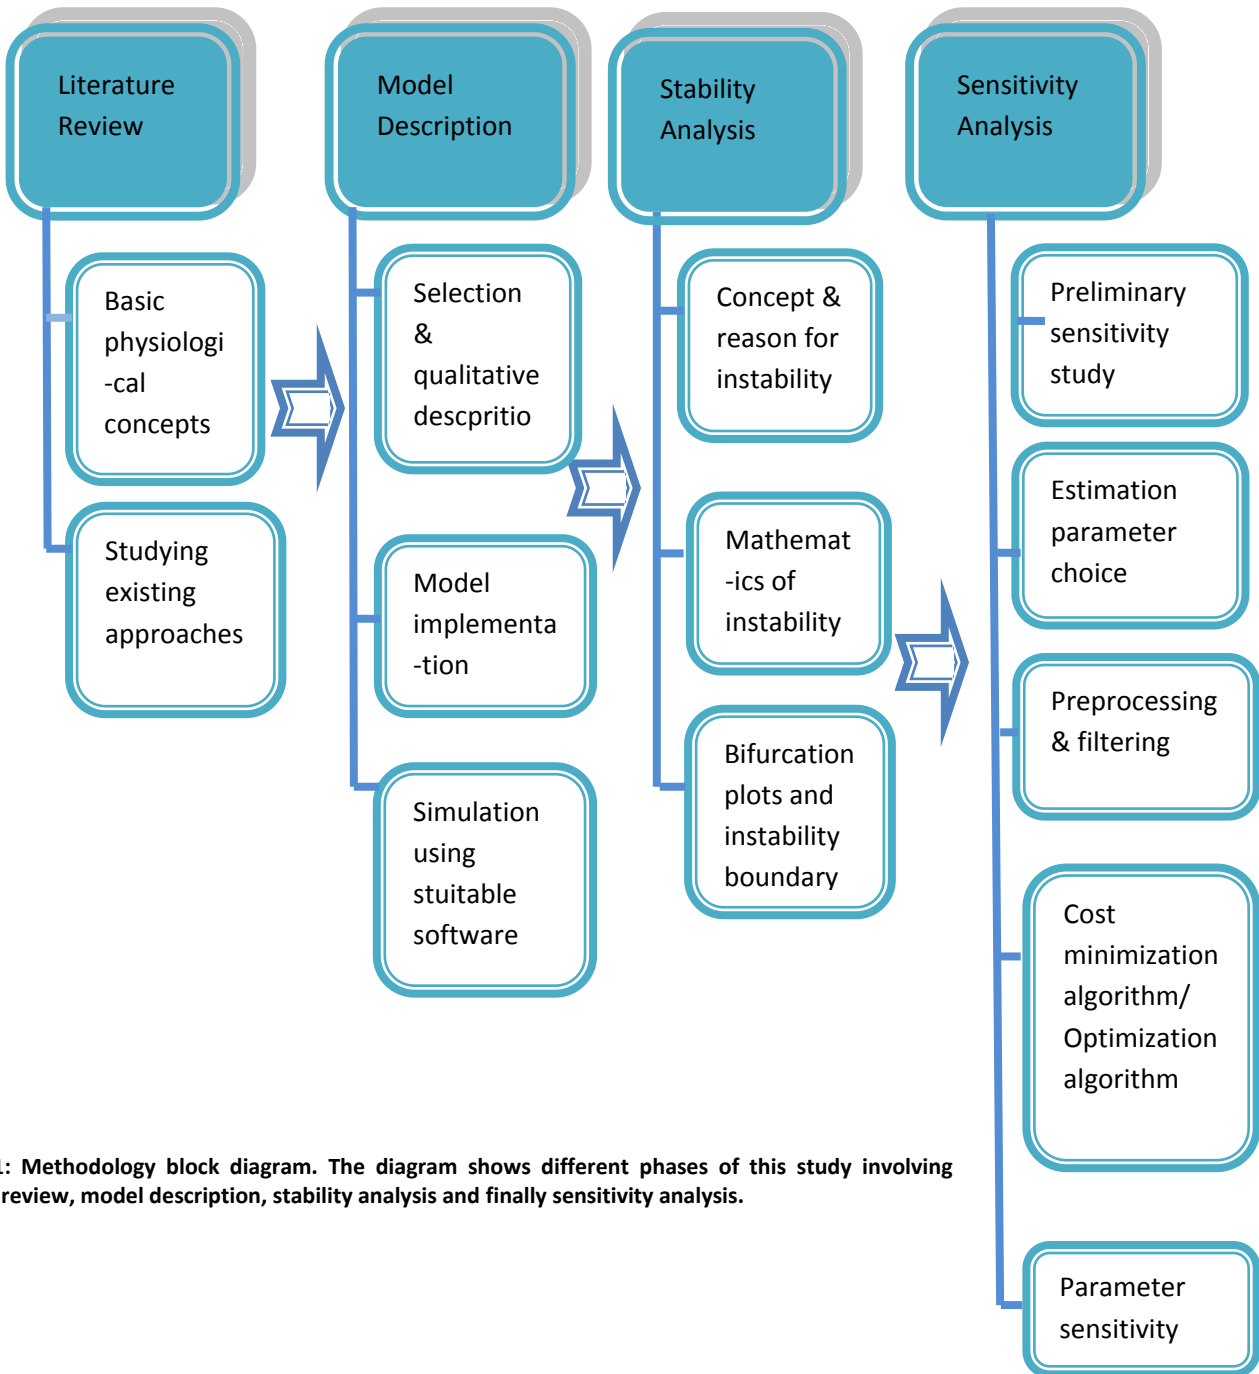 Literature
Review
Basic
physiologi
-cal
concepts
Studying
existing
approaches
Model
Description
Selection
&
qualitative
descpritio
Model
implementa
-tion
Simulation
using
stuitable
software
Stability
Analysis
Concept &
reason for
instability
Mathemat
-ics of
instability
Bifurcation
plots and
instability
boundary
Sensitivity
Analysis
Preliminary
sensitivity
study
Estimation
parameter
choice
Preprocessing
& filtering
Cost
minimization
algorithm/
Optimization
algorithm
Parameter
sensitivity
1: Methodology block diagram. The diagram shows different phases of this study involving
review, model description, stability analysis and finally sensitivity analysis.